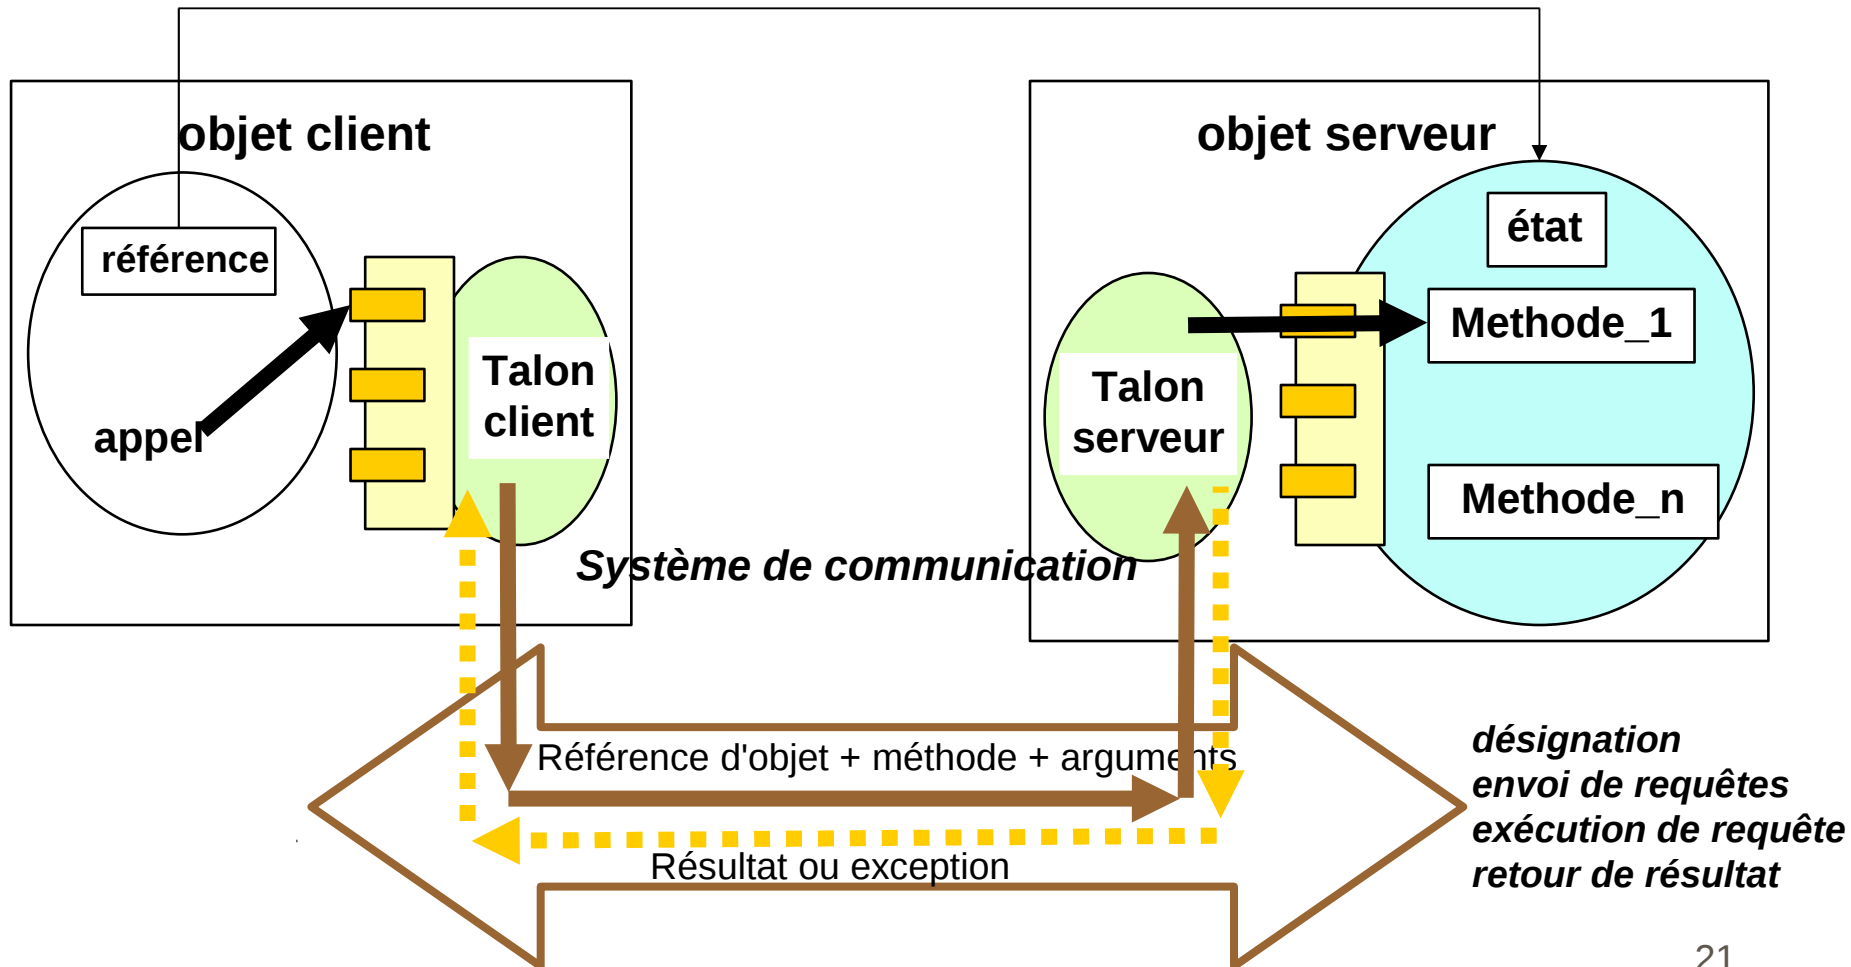 objet client
objet serveur
référence
état
Methode_1
Talon
client
Talon
serveur
appel
Methode_n
Système de communication
Référence d'objet + méthode + arguments
Résultat ou exception
désignation
envoi de requêtes
exécution de requête
retour de résultat
21